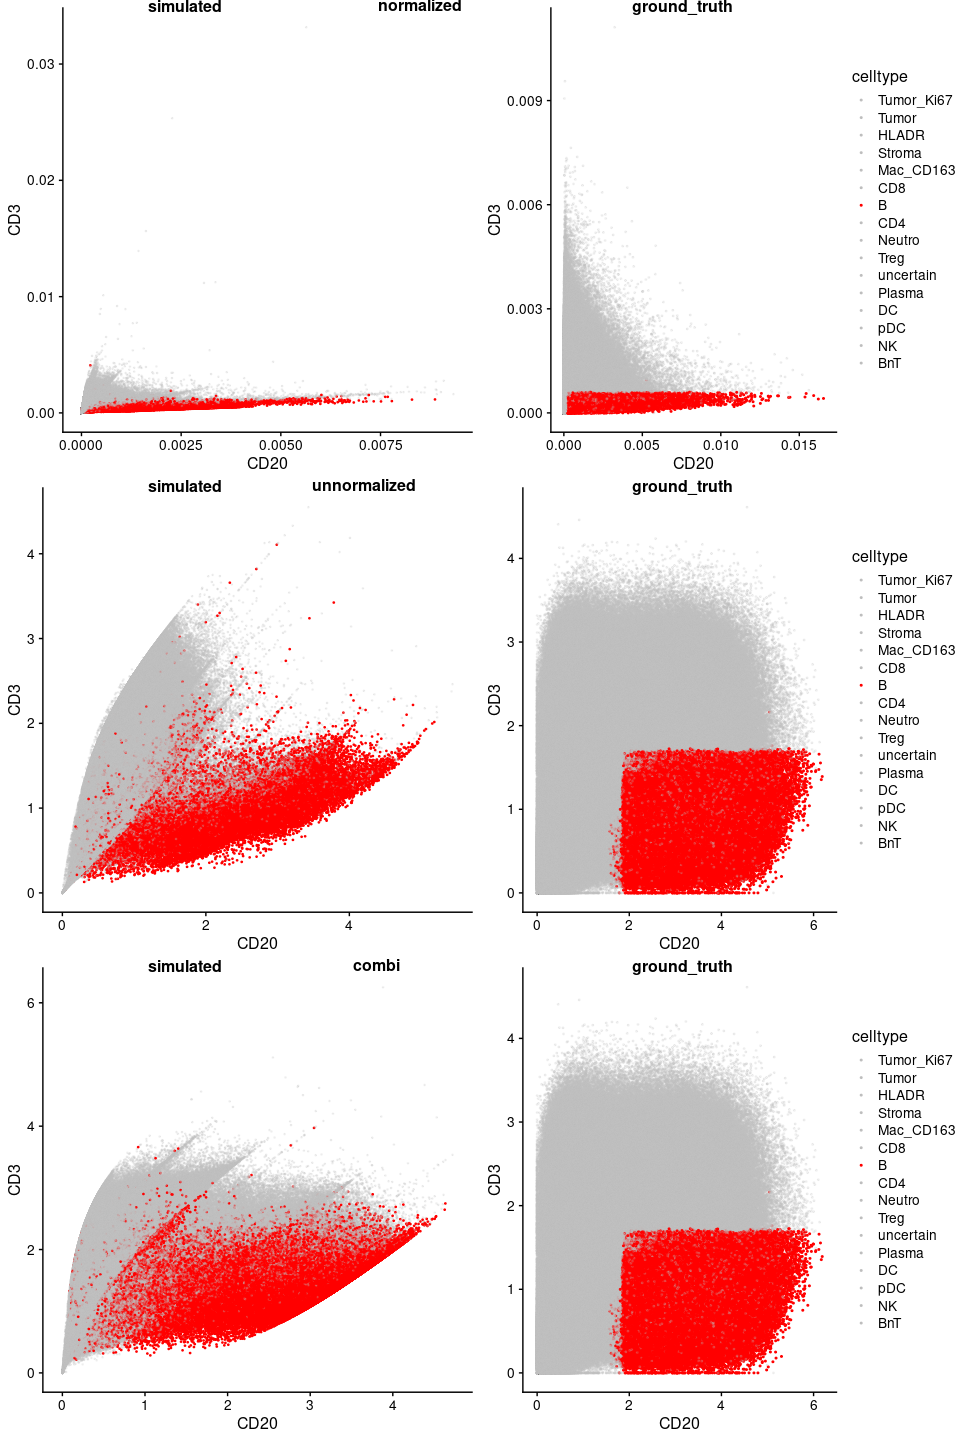 simulated normalized ground_truth
0.03
0.02
0.01
0.00
CD3
0.0000 0.0025 0.0050 0.0075
CD20
0.009
0.006
0.003
0.000
CD3
0.000 0.005 0.010 0.015
CD20
celltype
Tumor_Ki67
Tumor
HLADR
Stroma
Mac_CD163
CD8
B
CD4
Neutro
Treg
uncertain
Plasma
DC
pDC
NK
BnT
simulated unnormalized ground_truth
4
3
2
1
0
CD3
0 2 4
CD20
4
3
2
1
0
CD3
0 2 4 6
CD20
celltype
Tumor_Ki67
Tumor
HLADR
Stroma
Mac_CD163
CD8
B
CD4
Neutro
Treg
uncertain
Plasma
DC
pDC
NK
BnT
simulated combi ground_truth
6
4
2
0
CD3
0 1 2 3 4
CD20
4
3
2
1
0
CD3
0 2 4 6
CD20
celltype
Tumor_Ki67
Tumor
HLADR
Stroma
Mac_CD163
CD8
B
CD4
Neutro
Treg
uncertain
Plasma
DC
pDC
NK
BnT